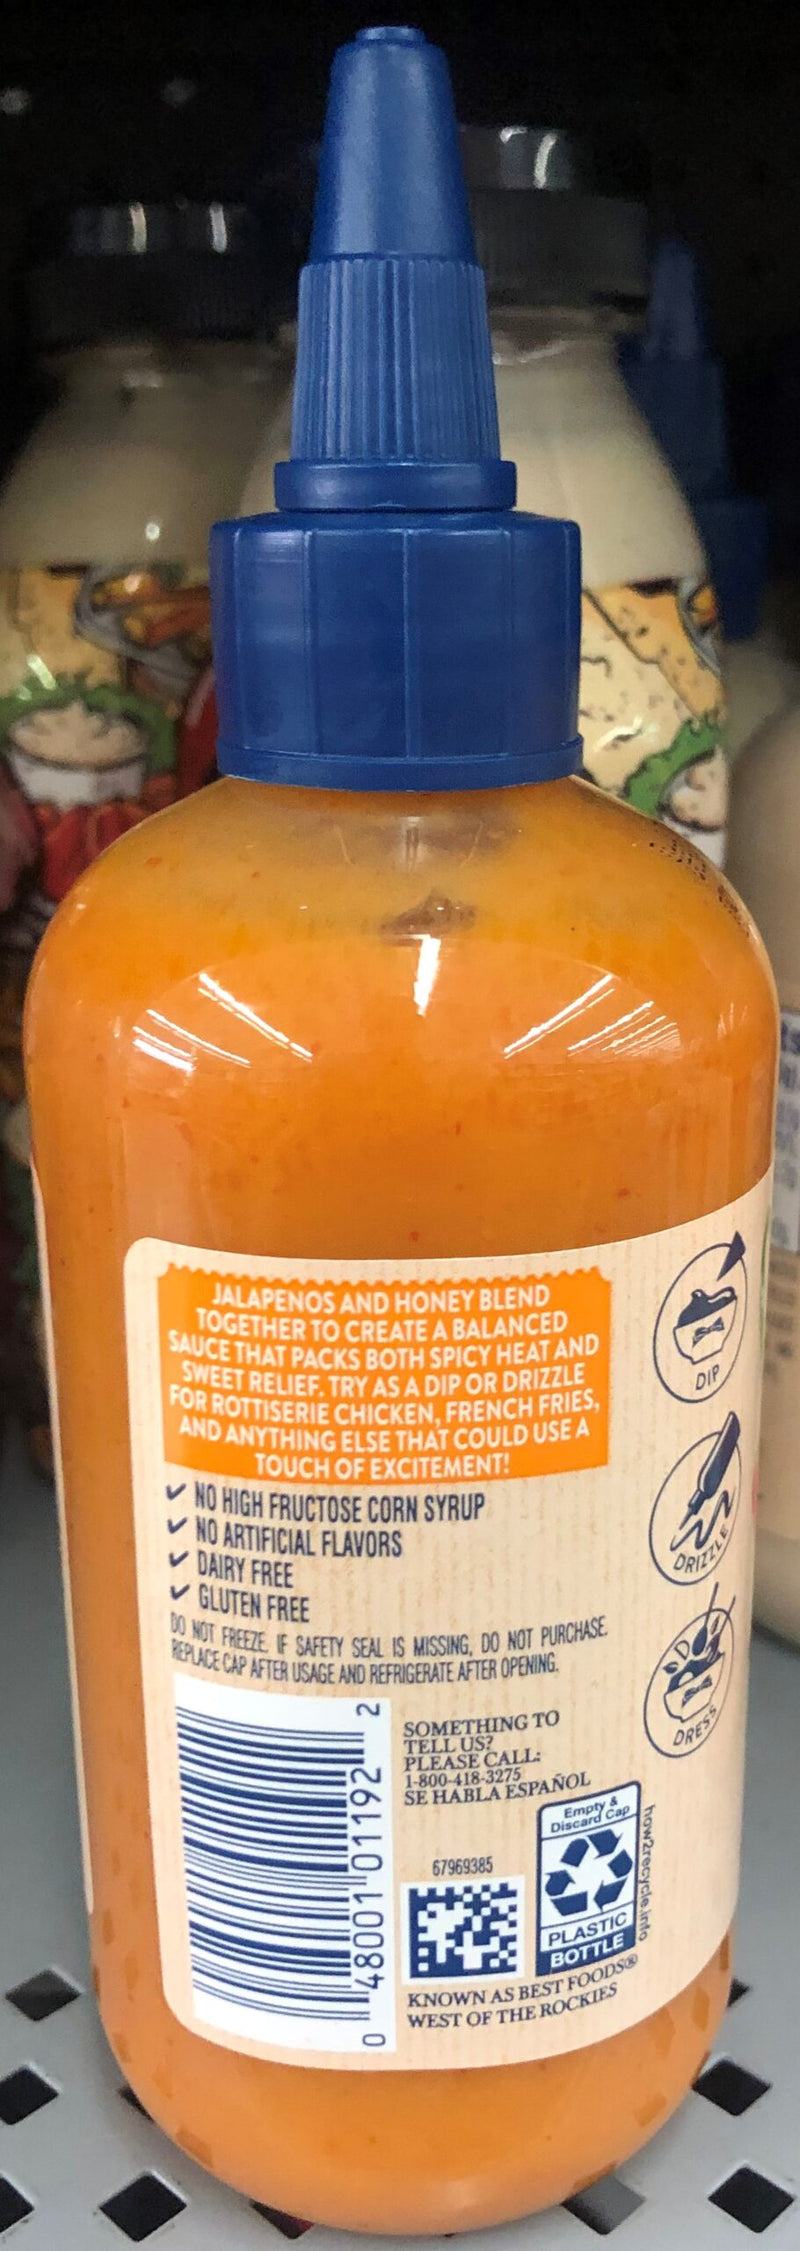 JALAPENOS AND HONEY BLEND
TOGETHER TO CREATE A BALANCED
SAUCE THAT PACKS BOTH SPICY HEAT AND
SWEET RELIEF. TRY AS A DIP OR DRIZZLE
FOR ROTTISERIE CHICKEN, FRENCH FRIES,
AND ANYTHING ELSE THAT COULD USE A
TOUCH OF EXCITEMENT!
✓ NO HIGH FRUCTOSE CORN SYRUP
✓ NO ARTIFICIAL FLAVORS
✓ DAIRY FREE
✓ GLUTEN FREE
DO NOT FREEZE. IF SAFETY SEAL IS MISSING, DO NOT PURCHASE.
REPLACE CAP AFTER USAGE AND REFRIGERATE AFTER OPENING.
DIP
DRIZZLE
DRESS
0 48001 01192 2
SOMETHING TO
TELL US?
PLEASE CALL:
1-800-418-3275
SE HABLA ESPAÑOL
67969385
Empty &
Discard Cap
PLASTIC
BOTTLE
how2recycle.info
KNOWN AS BEST FOODS®
WEST OF THE ROCKIES